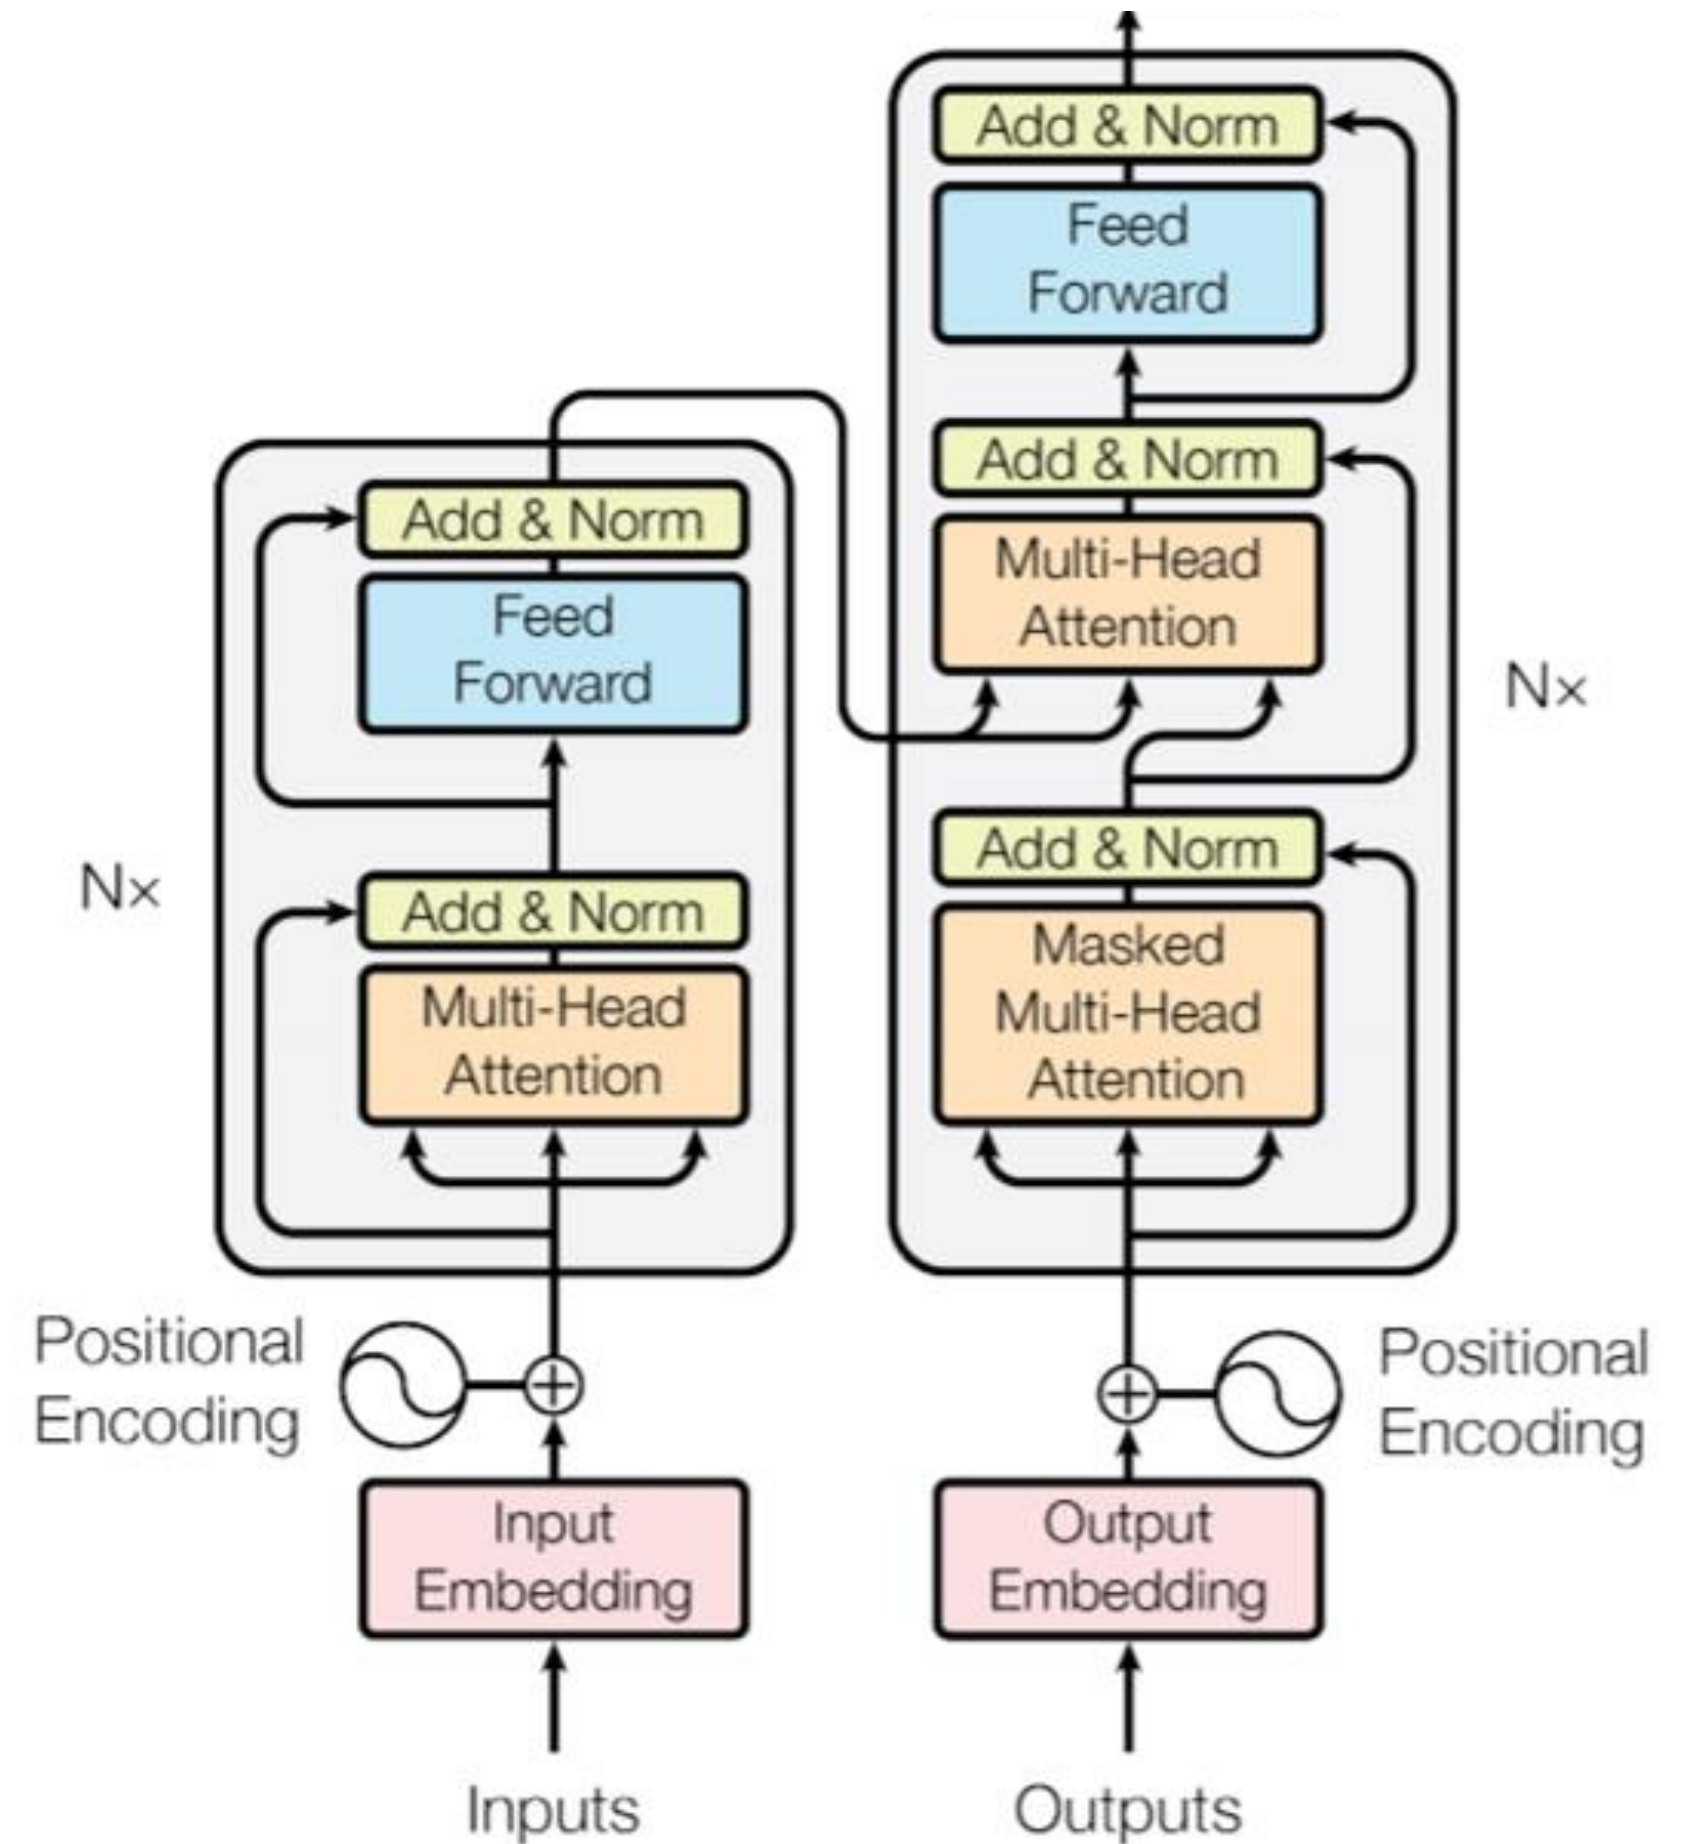 Add & Norm
Feed
Forward
Add & Norm
Multi-Head
Attention
Nx
Add & Norm
Masked
Multi-Head
Attention
Add & Norm
Feed
Forward
Nx
Add & Norm
Multi-Head
Attention
Positional
Encoding
Positional
Encoding
Input
Embedding
Output
Embedding
Inputs
Outputs